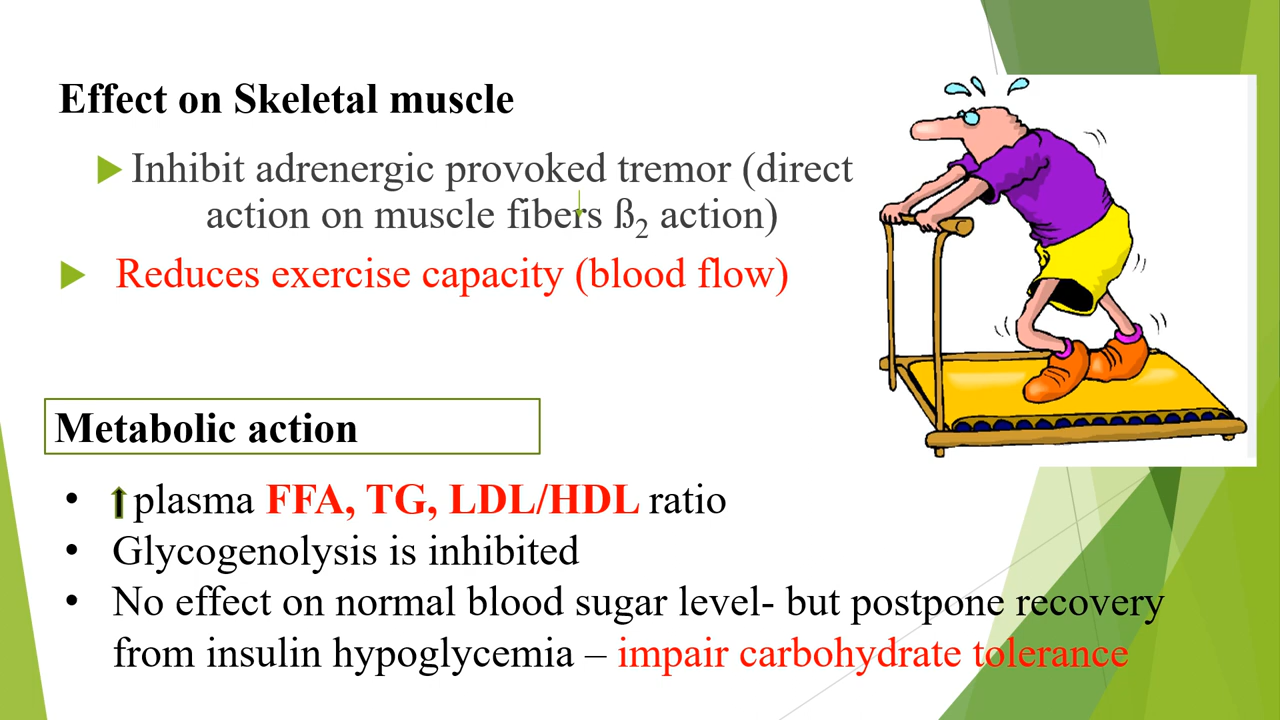 Effect on Skeletal muscle
▶ Inhibit adrenergic provoked tremor (direct
action on muscle fibers ß₂ action)
▶ Reduces exercise capacity (↓blood flow)
Metabolic action
• ⬆plasma FFA, TG, LDL/HDL ratio
• Glycogenolysis is inhibited
• No effect on normal blood sugar level- but postpone recovery
from insulin hypoglycemia – impair carbohydrate tolerance